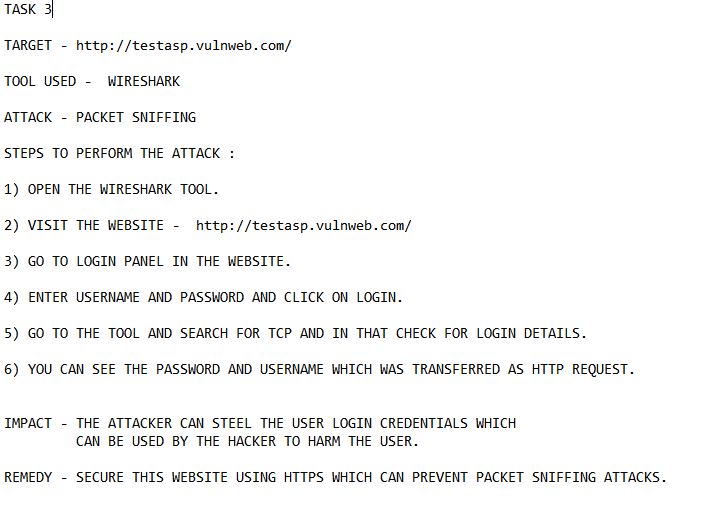 TASK 3
TARGET - http://testasp.vulnweb.com/
TOOL USED -  WIRESHARK
ATTACK - PACKET SNIFFING
STEPS TO PERFORM THE ATTACK :
1) OPEN THE WIRESHARK TOOL.
2) VISIT THE WEBSITE -  http://testasp.vulnweb.com/
3) GO TO LOGIN PANEL IN THE WEBSITE.
4) ENTER USERNAME AND PASSWORD AND CLICK ON LOGIN.
5) GO TO THE TOOL AND SEARCH FOR TCP AND IN THAT CHECK FOR LOGIN DETAILS.
6) YOU CAN SEE THE PASSWORD AND USERNAME WHICH WAS TRANSFERRED AS HTTP REQUEST.
IMPACT - THE ATTACKER CAN STEEL THE USER LOGIN CREDENTIALS WHICH
CAN BE USED BY THE HACKER TO HARM THE USER.
REMEDY - SECURE THIS WEBSITE USING HTTPS WHICH CAN PREVENT PACKET SNIFFING ATTACKS.